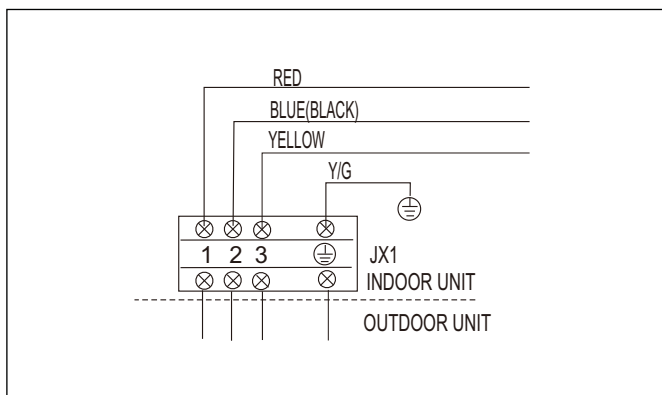 RED
BLUE(BLACK)
YELLOW
Y/G
1 2 3 JX1
INDOOR UNIT
OUTDOOR UNIT